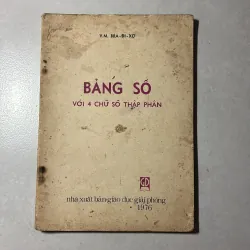 V.M. BRA-ĐI-XƠ
BẢNG SỐ
VỚI 4 CHỮ SỐ THẬP PHÂN
nhà xuất bản giáo dục giải phóng
1976